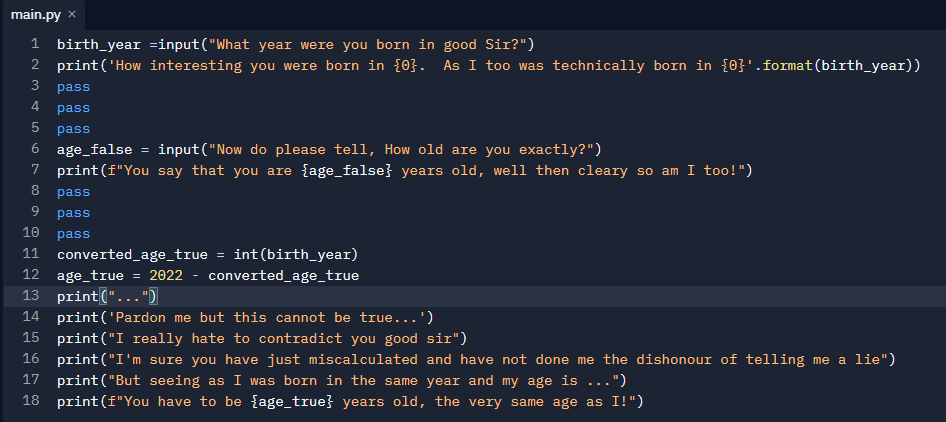 main.py ×
1 birth_year =input("What year were you born in good Sir?")
2 print('How interesting you were born in {0}.  As I too was technically born in {0}'.format(birth_year))
3 pass
4 pass
5 pass
6 age_false = input("Now do please tell, How old are you exactly?")
7 print(f"You say that you are {age_false} years old, well then cleary so am I too!")
8 pass
9 pass
10 pass
11 converted_age_true = int(birth_year)
12 age_true = 2022 - converted_age_true
13 print("...")
14 print('Pardon me but this cannot be true...')
15 print("I really hate to contradict you good sir")
16 print("I'm sure you have just miscalculated and have not done me the dishonour of telling me a lie")
17 print("But seeing as I was born in the same year and my age is ...")
18 print(f"You have to be {age_true} years old, the very same age as I!")